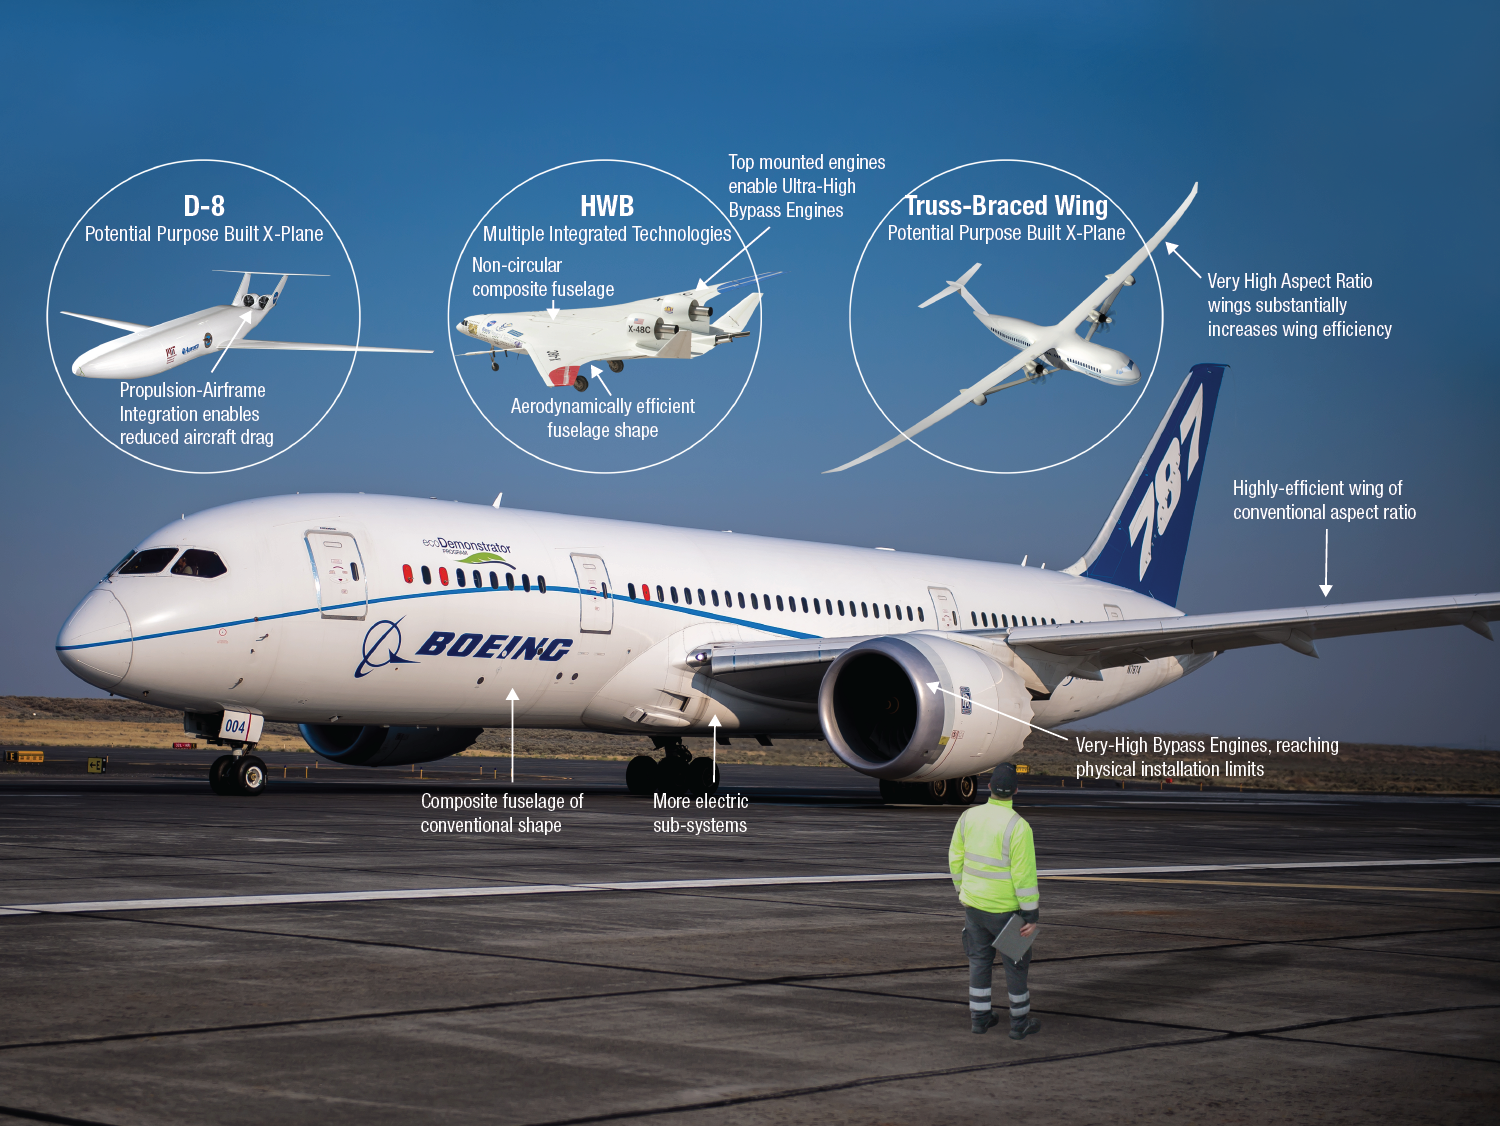 D-8
Potential Purpose Built X-Plane
Propulsion-Airframe
Integration enables
reduced aircraft drag
HWB
Multiple Integrated Technologies
Non-circular
composite fuselage
Top mounted engines
enable Ultra-High
Bypass Engines
X-48C
Aerodynamically efficient
fuselage shape
Truss-Braced Wing
Potential Purpose Built X-Plane
Very High Aspect Ratio
wings substantially
increases wing efficiency
787
Highly-efficient wing of
conventional aspect ratio
ecoDemonstrator
PROGRAM
BOEING
004
N7874
Very-High Bypass Engines, reaching
physical installation limits
Composite fuselage of
conventional shape
More electric
sub-systems